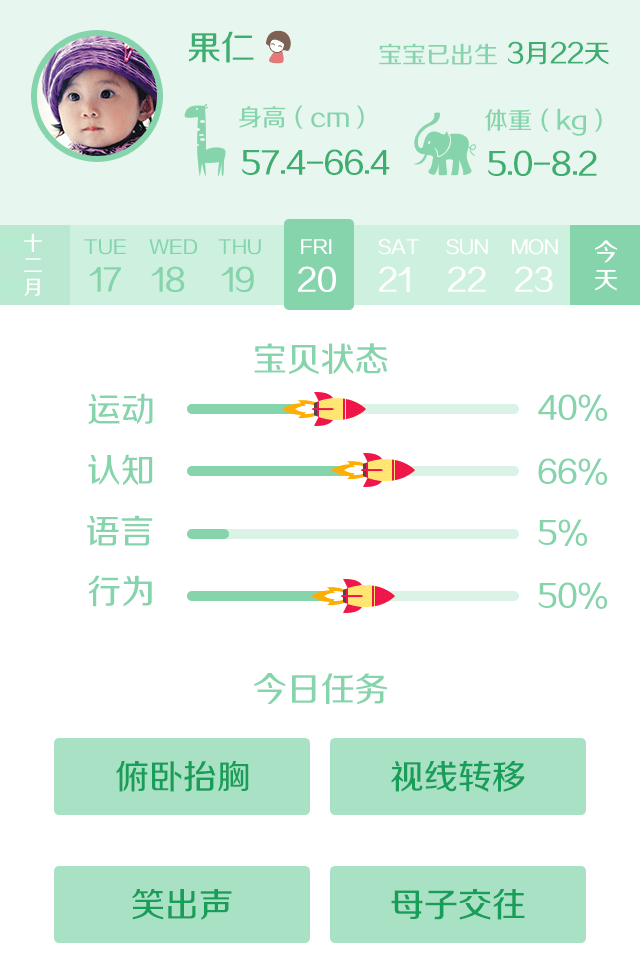 果仁
宝宝已出生 3月22天
身高（cm） 体重（kg）
57.4-66.4 5.0-8.2
十二月
TUE WED THU FRI SAT SUN MON
17 18 19 20 21 22 23
今天
宝贝状态
运动 40%
认知 66%
语言 5%
行为 50%
今日任务
俯卧抬胸 视线转移
笑出声 母子交往